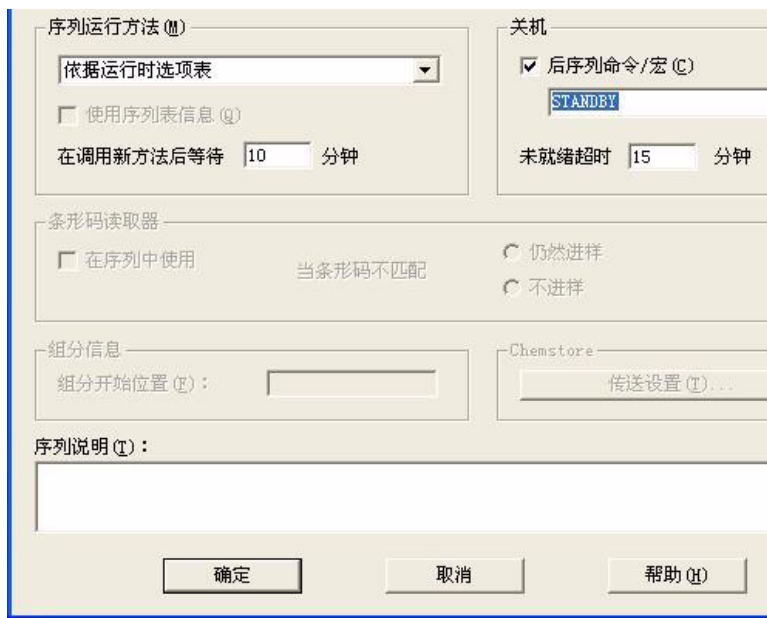 序列运行方法(M)
依据运行时选项表
使用序列表信息(Q)
在调用新方法后等待 10 分钟
关机
后序列命令/宏(C)
STANDBY
未就绪超时 15 分钟
条形码读取器
在序列中使用
当条形码不匹配
仍然进样
不进样
组分信息
组分开始位置(F):
Chemstore
传送设置(T)...
序列说明(T):
确定 取消 帮助(H)